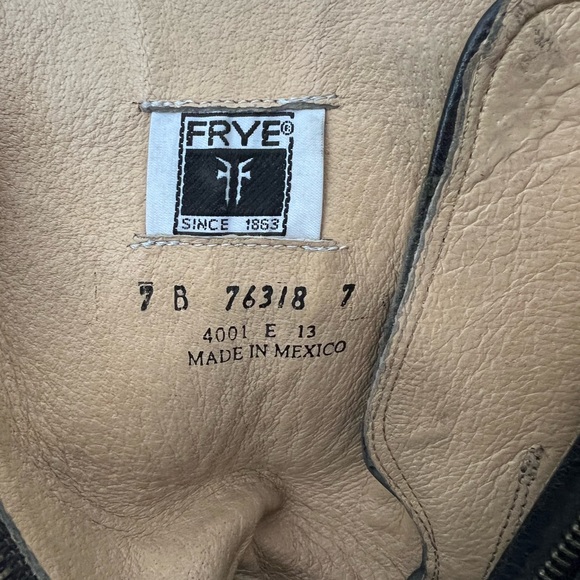 FRYE®
SINCE 1863
7 B 76318 7
4001 E 13
MADE IN MEXICO